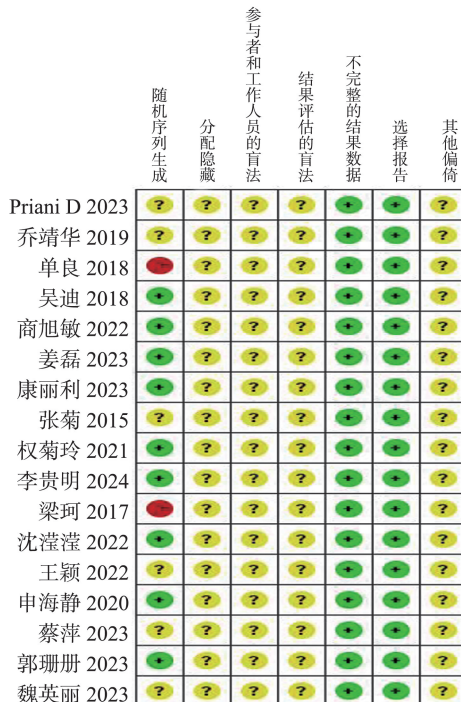 随机序列生成
分配隐藏
参与者和工作人员的盲法
结果评估的盲法
不完整的结果数据
选择报告
其他偏倚
Priani D 2023 ? ? ? ? + + ?
乔靖华 2019 ? ? ? ? + + ?
单良 2018 - ? ? ? + + ?
吴迪 2018 + ? ? ? + + ?
商旭敏 2022 + ? ? ? + + ?
姜磊 2023 + ? ? ? + + ?
康丽利 2023 + ? ? ? + + ?
张菊 2015 ? ? ? ? + + ?
权菊玲 2021 + ? ? ? + + ?
李贵明 2024 + ? ? ? + + ?
梁珂 2017 - ? ? ? + + ?
沈滢滢 2022 + ? ? ? + + ?
王颖 2022 ? ? ? ? + + ?
申海静 2020 + ? ? ? + + ?
蔡萍 2023 ? ? ? ? + + ?
郭珊册 2023 + ? ? ? + + ?
魏英丽 2023 ? ? ? ? + + ?